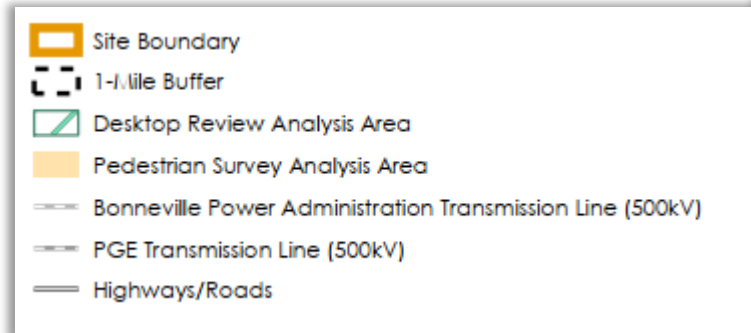 Site Boundary
1-Mile Buffer
Desktop Review Analysis Area
Pedestrian Survey Analysis Area
Bonneville Power Administration Transmission Line (500kV)
PGE Transmission Line (500kV)
Highways/Roads